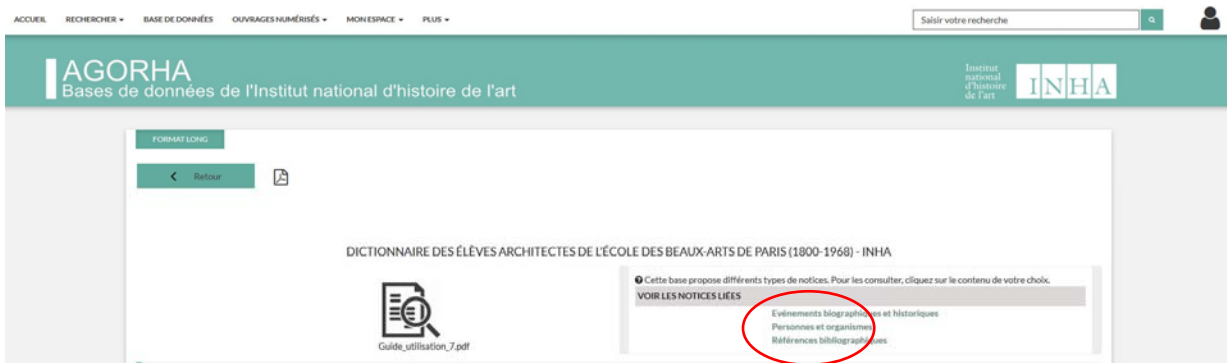 ACCUEIL RECHERCHER BASE DE DONNÉES OUVRAGES NUMÉRISÉS MON ESPACE PLUS Saisir votre recherche
AGORHA
Bases de données de l'Institut national d'histoire de l'art
Institut
national
d'histoire
de l'art
INHA
FORMAT LONG
Retour
DICTIONNAIRE DES ÉLÈVES ARCHITECTES DE L'ÉCOLE DES BEAUX-ARTS DE PARIS (1800-1968) - INHA
Cette base propose différents types de notices. Pour les consulter, cliquez sur le contenu de votre choix.
VOIR LES NOTICES LIÉES
Evénements biographiques et historiques
Personnes et organismes
Références bibliographiques
Guide_utilisation_7.pdf